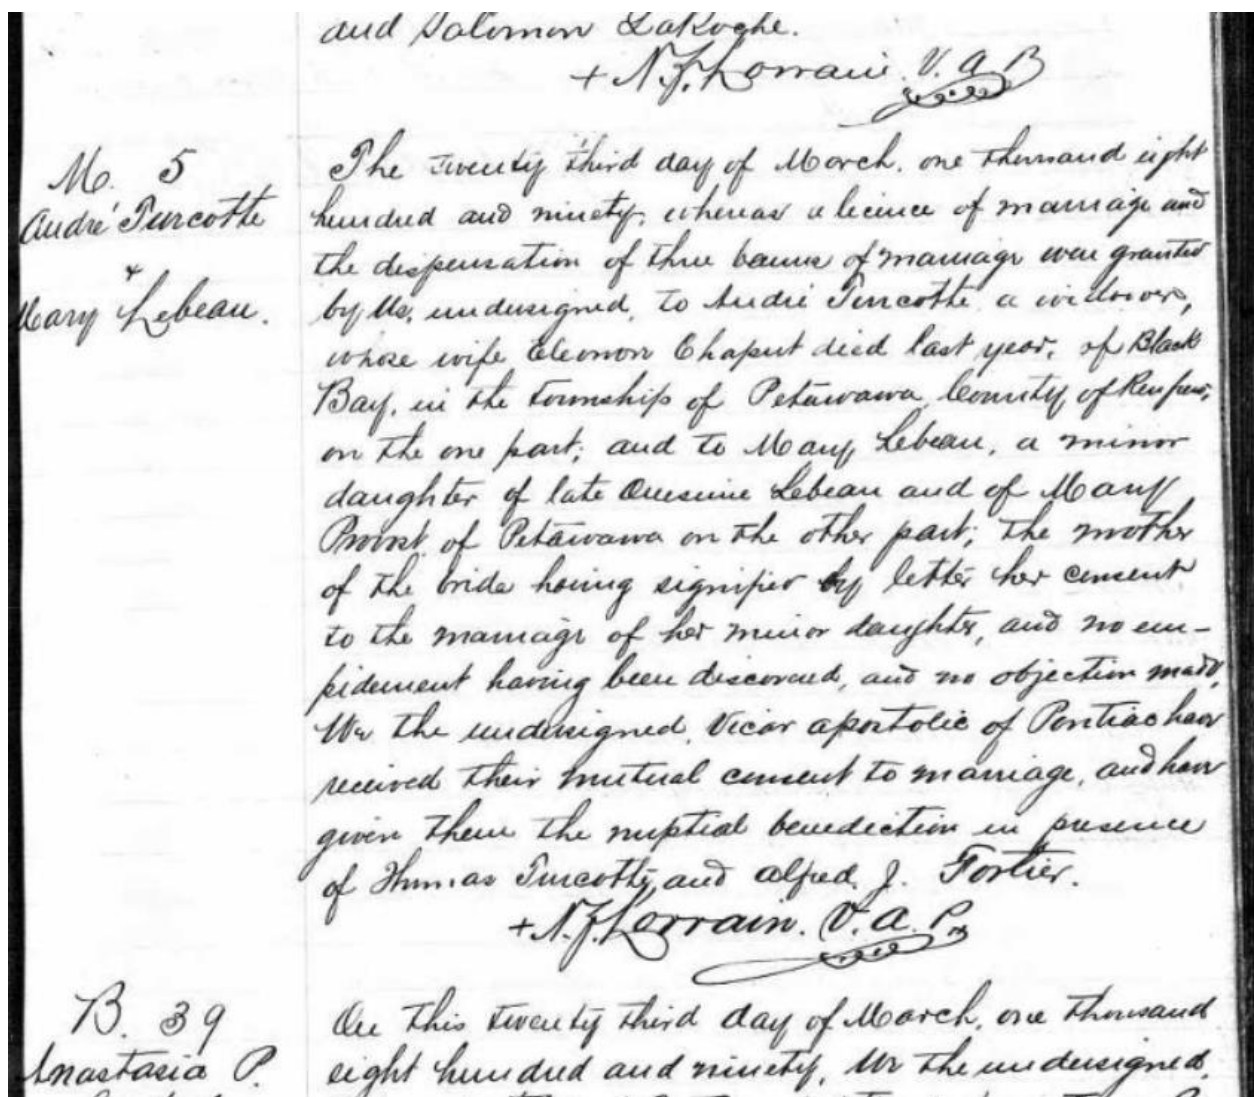 and Salomon LaRoche.
+ N. Z. Lorrain. V. A. P.
M. 5
André Turcotte
&
Mary Lebeau.
The twenty third day of March, one thousand eight
hundred and ninety, whereas a licence of marriage and
the dispensation of three banns of marriage were granted
by Us, undersigned, to André Turcotte, a widower,
whose wife Eleonor Chaput died last year, of Black
Bay, in the township of Petawawa, County of Renfrew,
on the one part; and to Mary Lebeau, a minor
daughter of late Onesime Lebeau and of Mary
Provost of Petawawa on the other part; the mother
of the bride having signified by letter her consent
to the marriage of her minor daughter, and no em-
pidement having been discovered, and no objection made,
We the undersigned, Vicar apostolic of Pontiac have
received their mutual consent to marriage, and have
given them the nuptial benediction in presence
of Thomas Turcotte, and Alfred J. Fortier.
+ N. Z. Lorrain. V. A. P.
B. 39
Anastasia P.
On this twenty third day of March, one thousand
eight hundred and ninety, We the undersigned,